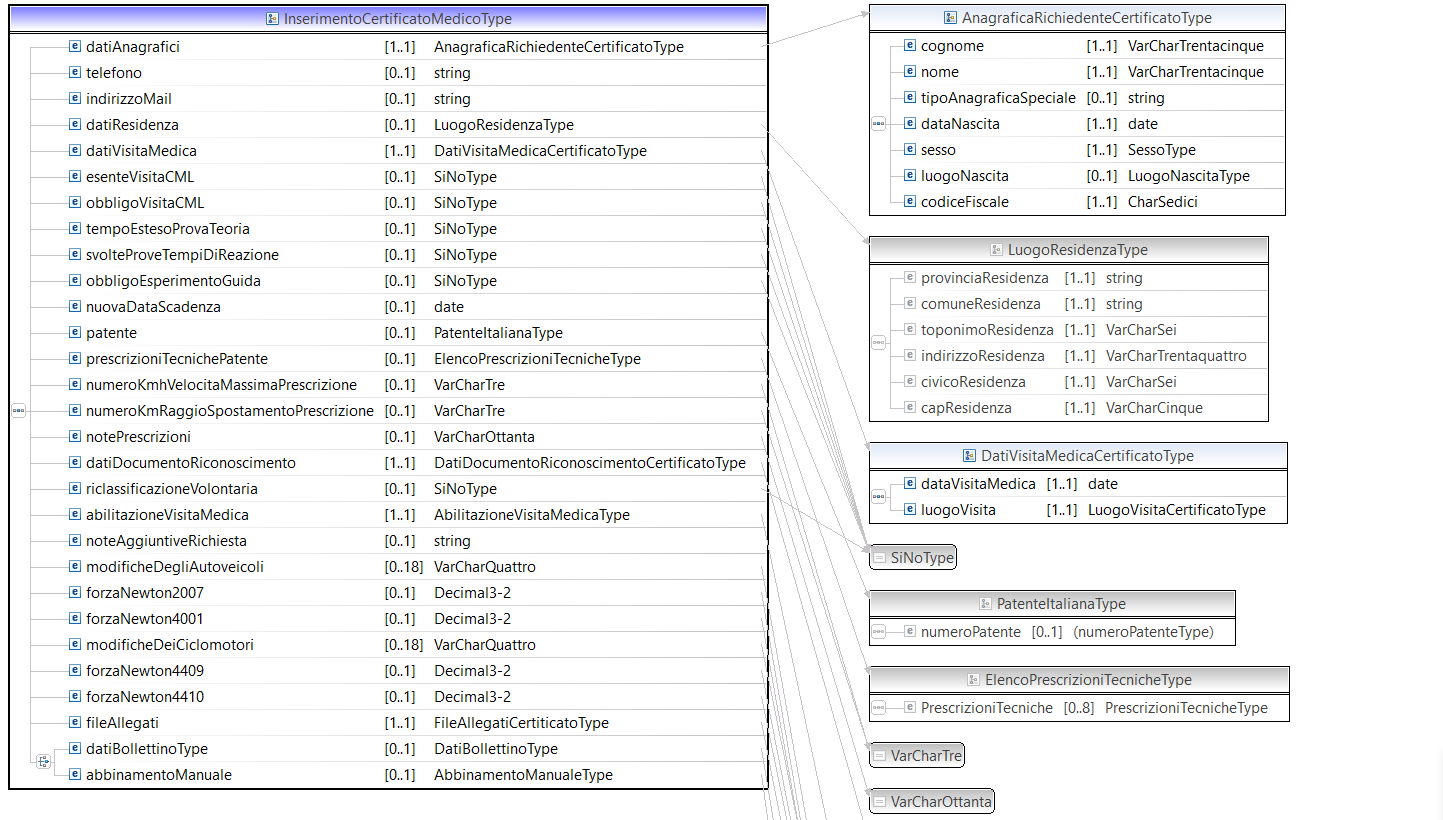 InserimentoCertificatoMedicoType
datiAnagrafici [1..1] AnagraficaRichiedenteCertificatoType
telefono [0..1] string
indirizzoMail [0..1] string
datiResidenza [0..1] LuogoResidenzaType
datiVisitaMedica [1..1] DatiVisitaMedicaCertificatoType
esenteVisitaCML [0..1] SiNoType
obbligoVisitaCML [0..1] SiNoType
tempoEstesoProvaTeoria [0..1] SiNoType
svolteProveTempiDiReazione [0..1] SiNoType
obbligoEsperimentoGuida [0..1] SiNoType
nuovaDataScadenza [0..1] date
patente [0..1] PatenteItalianaType
prescrizioniTecnichePatente [0..1] ElencoPrescrizioniTecnicheType
numeroKmhVelocitaMassimaPrescrizione [0..1] VarCharTre
numeroKmRaggioSpostamentoPrescrizione [0..1] VarCharTre
notePrescrizioni [0..1] VarCharOttanta
datiDocumentoRiconoscimento [1..1] DatiDocumentoRiconoscimentoCertificatoType
riclassificazioneVolontaria [0..1] SiNoType
abilitazioneVisitaMedica [1..1] AbilitazioneVisitaMedicaType
noteAggiuntiveRichiesta [0..1] string
modificheDegliAutoveicoli [0..18] VarCharQuattro
forzaNewton2007 [0..1] Decimal3-2
forzaNewton4001 [0..1] Decimal3-2
modificheDeiCiclomotori [0..18] VarCharQuattro
forzaNewton4409 [0..1] Decimal3-2
forzaNewton4410 [0..1] Decimal3-2
fileAllegati [1..1] FileAllegatiCertiticatoType
datiBollettinoType [0..1] DatiBollettinoType
abbinamentoManuale [0..1] AbbinamentoManualeType
AnagraficaRichiedenteCertificatoType
cognome [1..1] VarCharTrentacinque
nome [1..1] VarCharTrentacinque
tipoAnagraficaSpeciale [0..1] string
dataNascita [1..1] date
sesso [1..1] SessoType
luogoNascita [0..1] LuogoNascitaType
codiceFiscale [1..1] CharSedici
LuogoResidenzaType
provinciaResidenza [1..1] string
comuneResidenza [1..1] string
toponimoResidenza [1..1] VarCharSei
indirizzoResidenza [1..1] VarCharTrentaquattro
civicoResidenza [1..1] VarCharSei
capResidenza [1..1] VarCharCinque
DatiVisitaMedicaCertificatoType
dataVisitaMedica [1..1] date
luogoVisita [1..1] LuogoVisitaCertificatoType
SiNoType
PatenteItalianaType
numeroPatente [0..1] (numeroPatenteType)
ElencoPrescrizioniTecnicheType
PrescrizioniTecniche [0..8] PrescrizioniTecnicheType
VarCharTre
VarCharOttanta